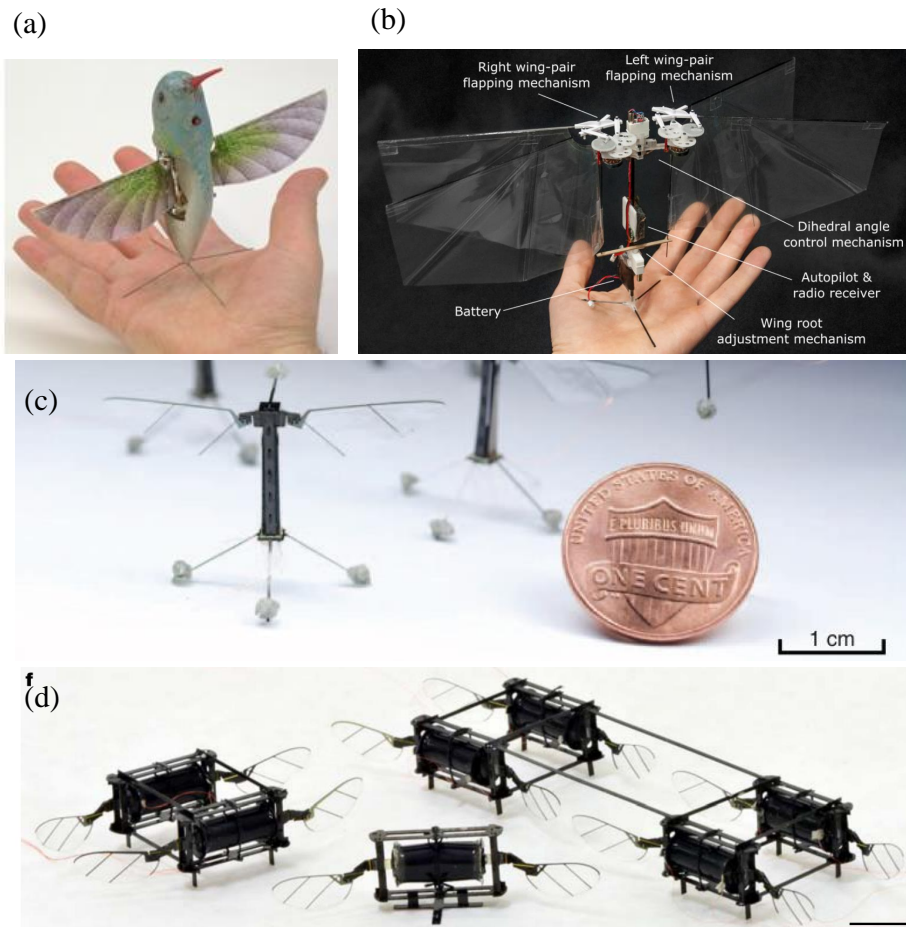 (a)
(b)
Right wing-pair
flapping mechanism
Left wing-pair
flapping mechanism
Dihedral angle
control mechanism
Autopilot &
radio receiver
Battery
Wing root
adjustment mechanism
(c)
UNITED STATES OF AMERICA
E PLURIBUS UNUM
ONE CENT
1 cm
f
(d)